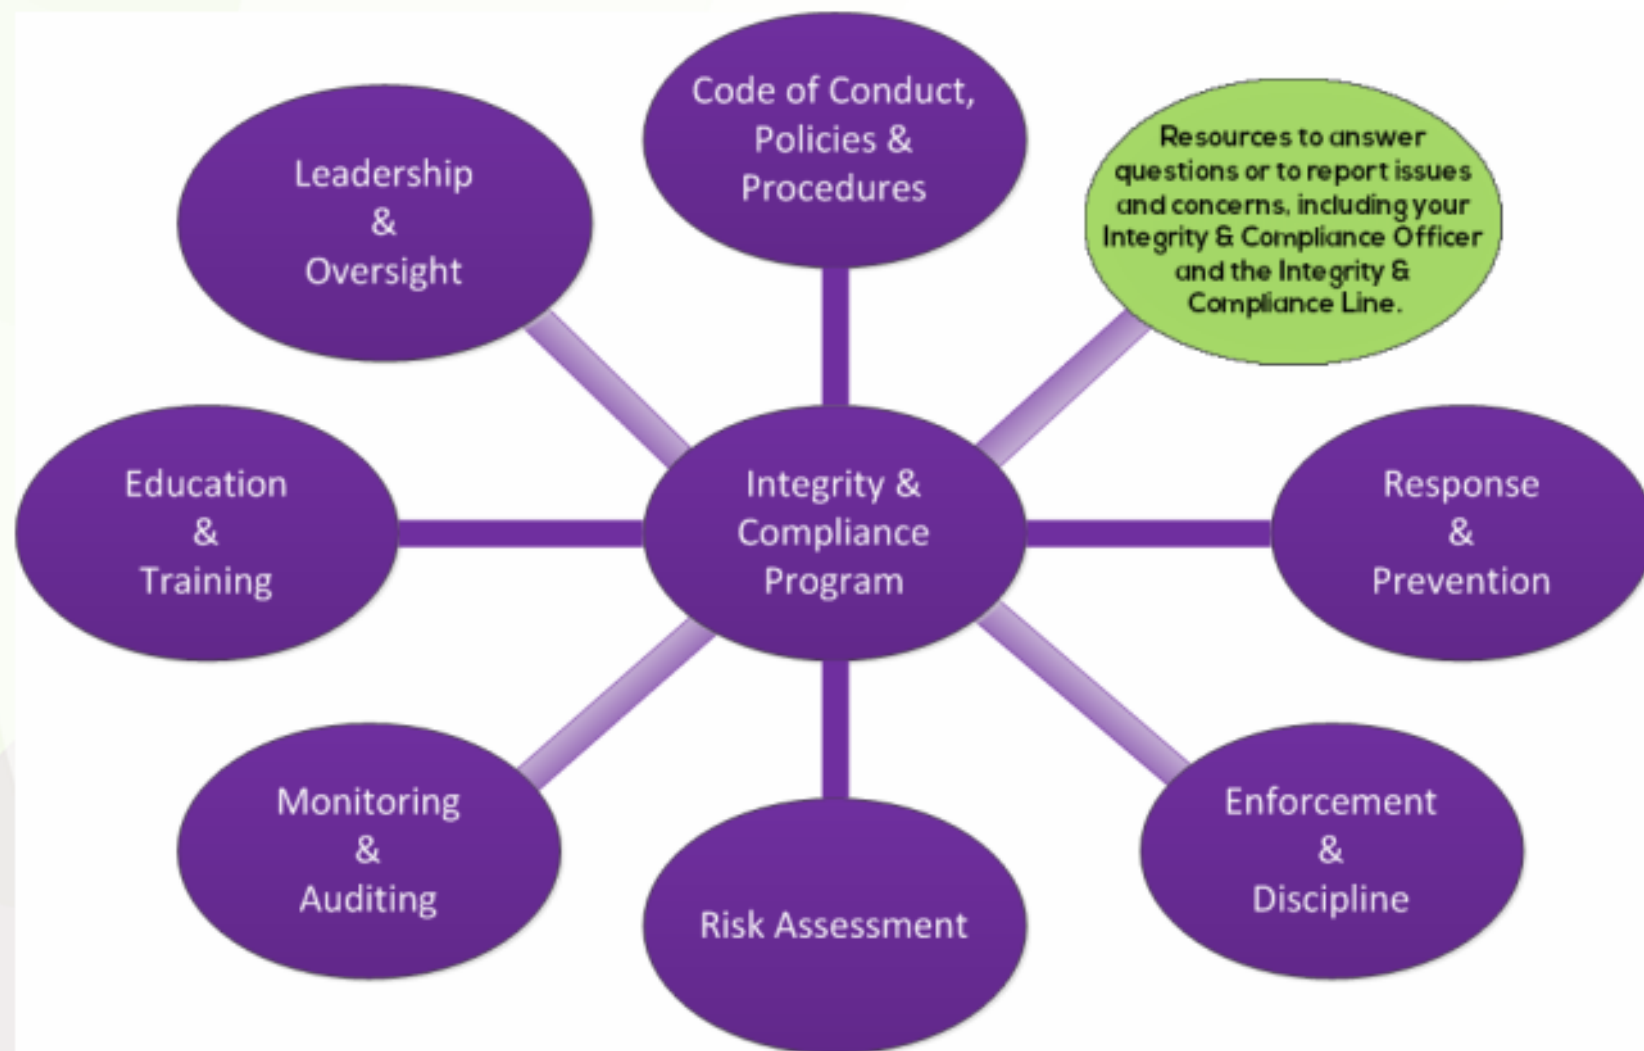 Code of Conduct,
Policies &
Procedures
Leadership
&
Oversight
Resources to answer
questions or to report issues
and concerns, including your
Integrity & Compliance Officer
and the Integrity &
Compliance Line.
Education
&
Training
Integrity &
Compliance
Program
Response
&
Prevention
Monitoring
&
Auditing
Risk Assessment
Enforcement
&
Discipline